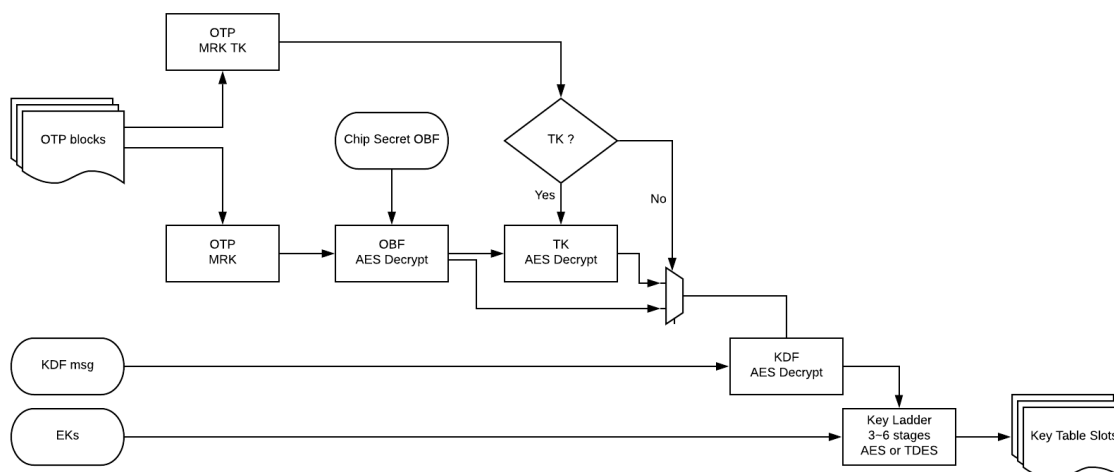 OTP
MRK TK
OTP blocks
Chip Secret OBF
TK ?
Yes
No
OTP
MRK
OBF
AES Decrypt
TK
AES Decrypt
KDF msg
KDF
AES Decrypt
EKs
Key Ladder
3~6 stages
AES or TDES
Key Table Slots